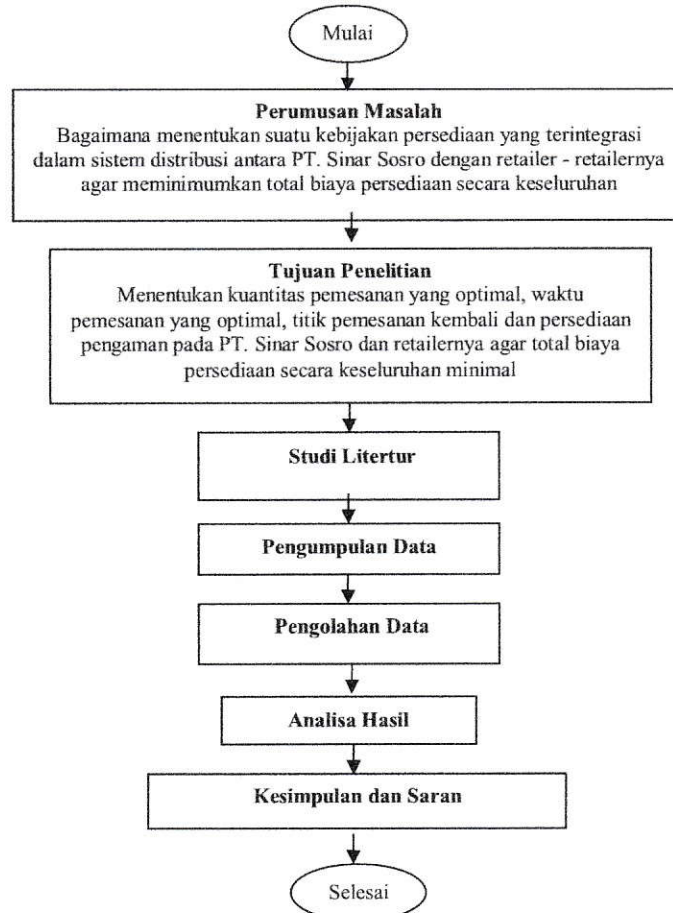 Mulai
Perumusan Masalah
Bagaimana menentukan suatu kebijakan persediaan yang terintegrasi
dalam sistem distribusi antara PT. Sinar Sosro dengan retailer - retailernya
agar meminimumkan total biaya persediaan secara keseluruhan
Tujuan Penelitian
Menentukan kuantitas pemesanan yang optimal, waktu
pemesanan yang optimal, titik pemesanan kembali dan persediaan
pengaman pada PT. Sinar Sosro dan retailernya agar total biaya
persediaan secara keseluruhan minimal
Studi Litertur
Pengumpulan Data
Pengolahan Data
Analisa Hasil
Kesimpulan dan Saran
Selesai